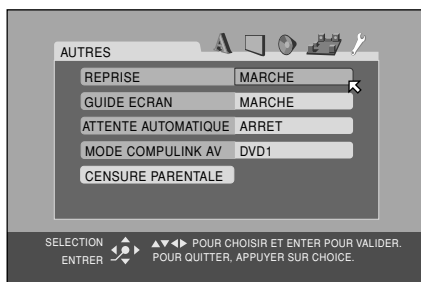 AUTRES
REPRISE MARCHE
GUIDE ECRAN MARCHE
ATTENTE AUTOMATIQUE ARRET
MODE COMPULINK AV DVD1
CENSURE PARENTALE
SELECTION
ENTRER
POUR CHOISIR ET ENTER POUR VALIDER.
POUR QUITTER, APPUYER SUR CHOICE.